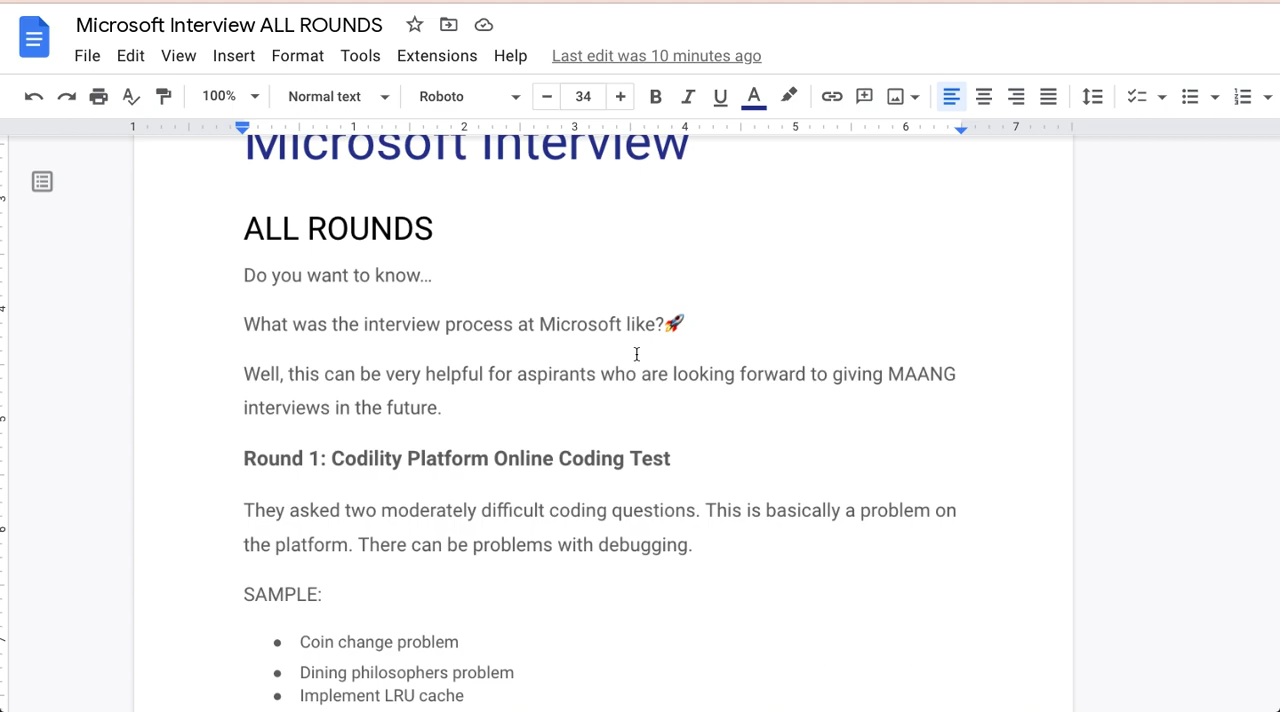 Microsoft Interview ALL ROUNDS
File Edit View Insert Format Tools Extensions Help Last edit was 10 minutes ago
100% Normal text Roboto 34 B I U A
1 1 2 3 4 5 6 7
Microsoft Interview
3
ALL ROUNDS
Do you want to know...
4
What was the interview process at Microsoft like?🚀
Well, this can be very helpful for aspirants who are looking forward to giving MAANG
interviews in the future.
5
Round 1: Codility Platform Online Coding Test
They asked two moderately difficult coding questions. This is basically a problem on
6
the platform. There can be problems with debugging.
SAMPLE:
7
● Coin change problem
● Dining philosophers problem
● Implement LRU cache